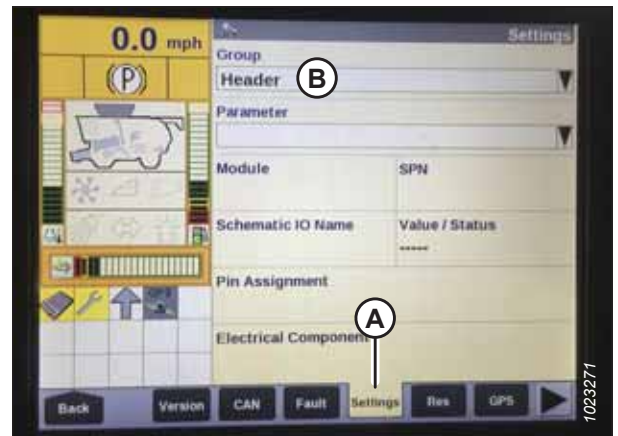 0.0 mph
Settings
Group
(P)
Header
B
Parameter
Module
SPN
Schematic IO Name
Value / Status
-----
Pin Assignment
A
Electrical Component
Back
Version
CAN
Fault
Settings
Res
GPS
1023271